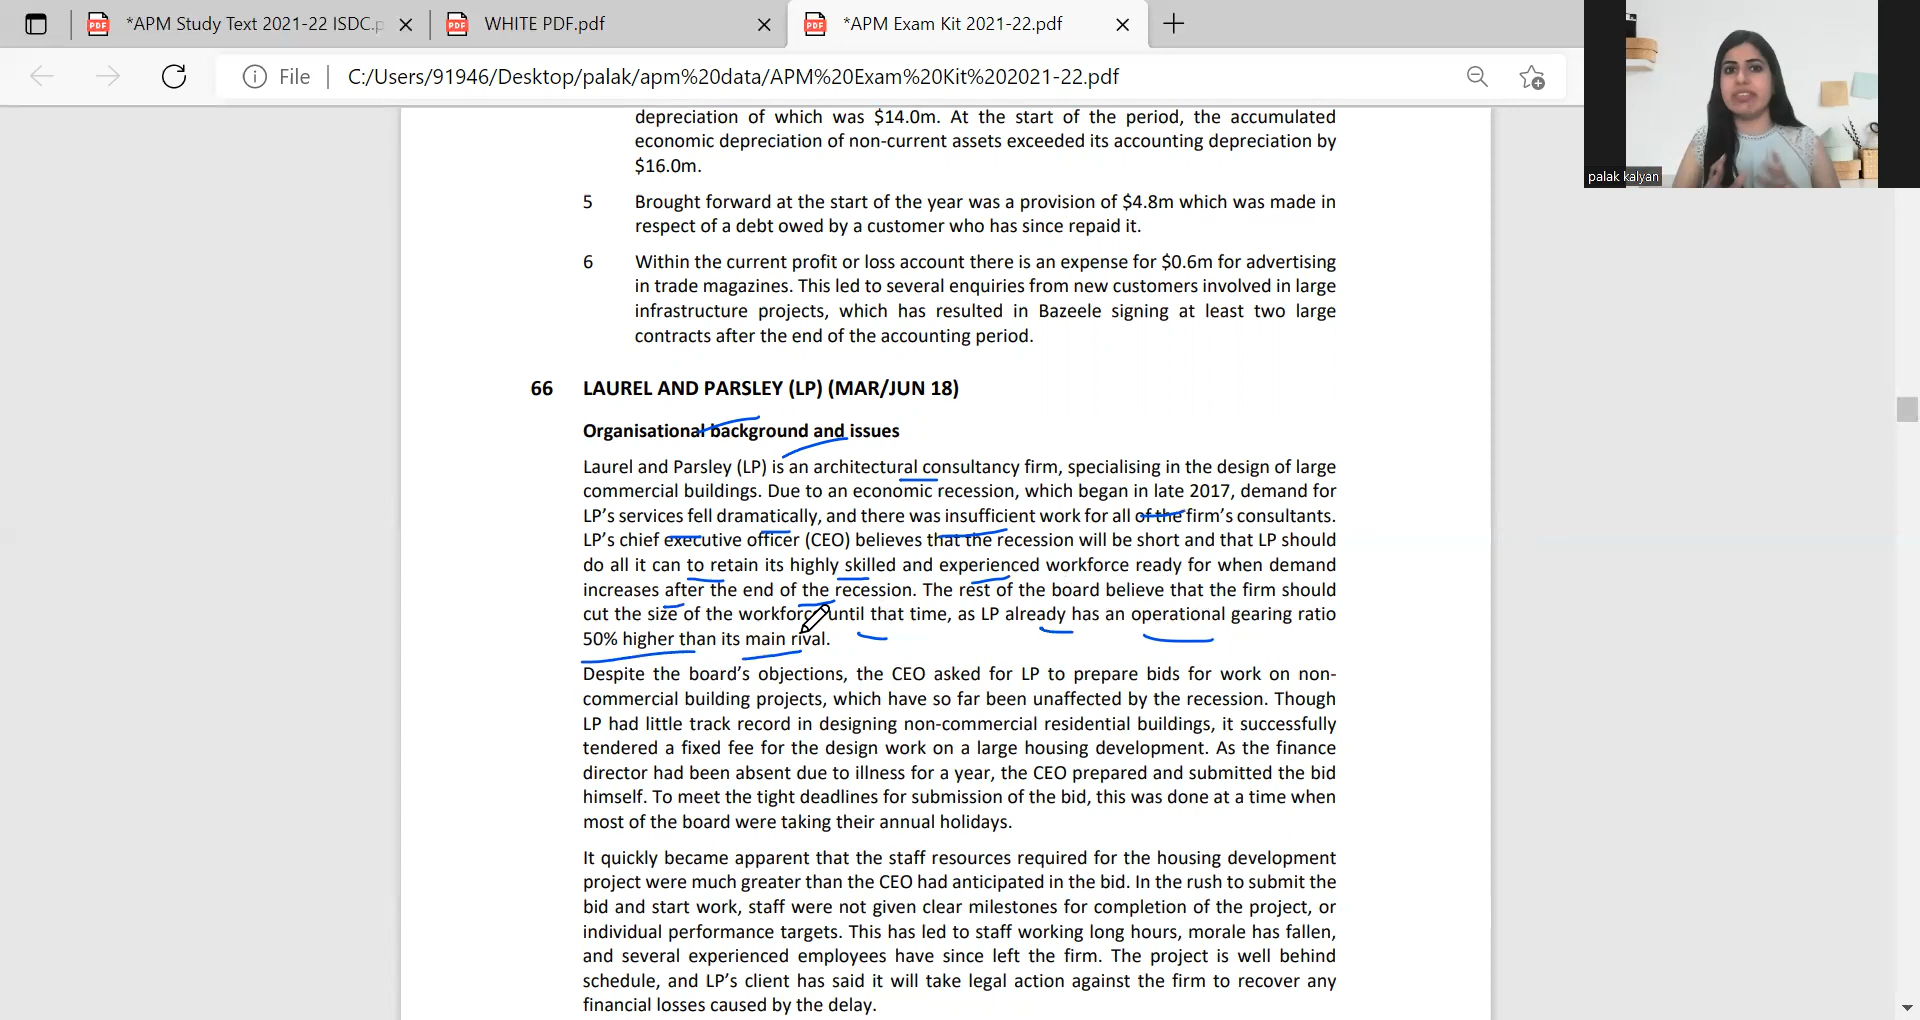 *APM Study Text 2021-22 ISDC.p
WHITE PDF.pdf
*APM Exam Kit 2021-22.pdf
File
C:/Users/91946/Desktop/palak/apm%20data/APM%20Exam%20Kit%202021-22.pdf
palak kalyan
depreciation of which was $14.0m. At the start of the period, the accumulated
economic depreciation of non-current assets exceeded its accounting depreciation by
$16.0m.
5 Brought forward at the start of the year was a provision of $4.8m which was made in
respect of a debt owed by a customer who has since repaid it.
6 Within the current profit or loss account there is an expense for $0.6m for advertising
in trade magazines. This led to several enquiries from new customers involved in large
infrastructure projects, which has resulted in Bazeele signing at least two large
contracts after the end of the accounting period.
66 LAUREL AND PARSLEY (LP) (MAR/JUN 18)
Organisational background and issues
Laurel and Parsley (LP) is an architectural consultancy firm, specialising in the design of large
commercial buildings. Due to an economic recession, which began in late 2017, demand for
LP's services fell dramatically, and there was insufficient work for all of the firm's consultants.
LP's chief executive officer (CEO) believes that the recession will be short and that LP should
do all it can to retain its highly skilled and experienced workforce ready for when demand
increases after the end of the recession. The rest of the board believe that the firm should
cut the size of the workforce until that time, as LP already has an operational gearing ratio
50% higher than its main rival.
Despite the board's objections, the CEO asked for LP to prepare bids for work on non-
commercial building projects, which have so far been unaffected by the recession. Though
LP had little track record in designing non-commercial residential buildings, it successfully
tendered a fixed fee for the design work on a large housing development. As the finance
director had been absent due to illness for a year, the CEO prepared and submitted the bid
himself. To meet the tight deadlines for submission of the bid, this was done at a time when
most of the board were taking their annual holidays.
It quickly became apparent that the staff resources required for the housing development
project were much greater than the CEO had anticipated in the bid. In the rush to submit the
bid and start work, staff were not given clear milestones for completion of the project, or
individual performance targets. This has led to staff working long hours, morale has fallen,
and several experienced employees have since left the firm. The project is well behind
schedule, and LP's client has said it will take legal action against the firm to recover any
financial losses caused by the delay.